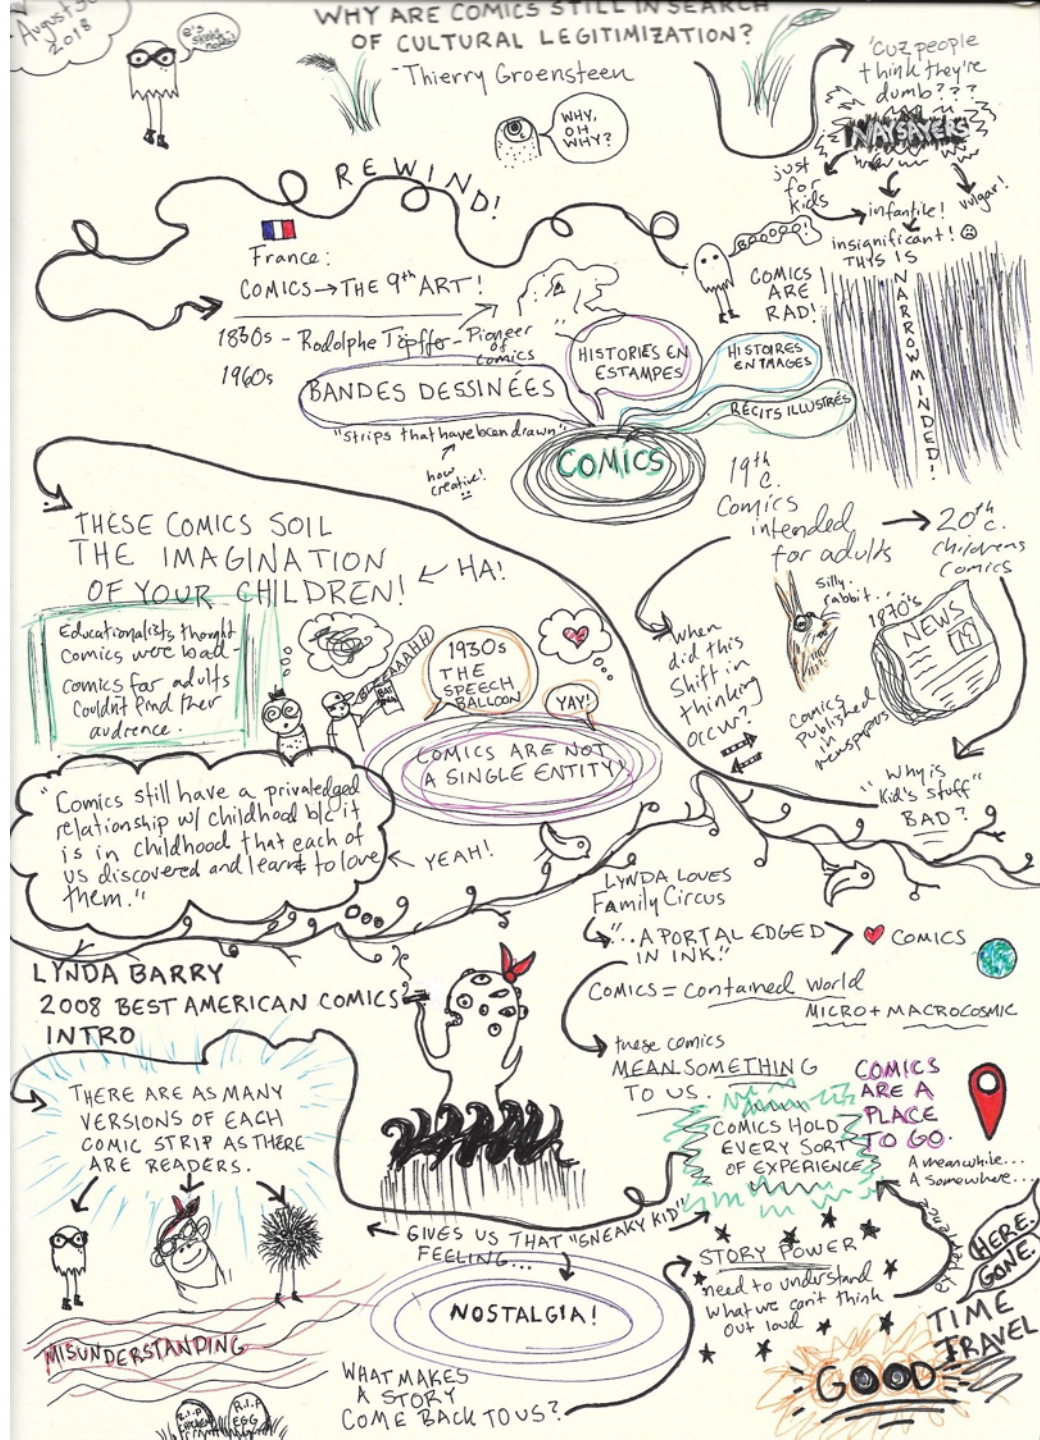 August 30
2018
e's
sketch
notes!
WHY ARE COMICS STILL IN SEARCH
OF CULTURAL LEGITIMIZATION?
- Thierry Groensteen
WHY,
OH
WHY?
'Cuz people
think they're
dumb???
NAYSAYERS
just
for
kids
infantile!
vulgar!
insignificant!
THIS IS
NARROWMINDED!
REWIND!
BOOOOO!
COMICS
ARE
RAD!
France:
COMICS → THE 9th ART!
1830s - Rodolphe Töpffer - Pioneer
of
comics
1960s
BANDES DESSINÉES
"strips that have been drawn"
how
creative!
HISTORIES EN
ESTAMPES
HISTOIRES
EN IMAGES
RÉCITS ILLUSTRÉS
COMICS
19th
C.
Comics
intended
for adults
→ 20th
c.
childrens
comics
THESE COMICS SOIL
THE IMAGINATION
OF YOUR CHILDREN!
← HA!
Educationalists thought
comics were bad -
comics for adults
couldn't find their
audience.
BLEEAAAHH
BAT
MAN
1930s
THE
SPEECH
BALLOON
YAY!
COMICS ARE NOT
A SINGLE ENTITY
When
did this
shift in
thinking
occur?
Silly
rabbit...
1870's
NEWS
Comics
published
in
newspapers
"Why is
"Kid's stuff"
BAD?
"Comics still have a priviledged
relationship w/ childhood b/c it
is in childhood that each of
us discovered and learnt to love
them."
← YEAH!
LYNDA LOVES
Family Circus
"...A PORTAL EDGED
IN INK."
COMICS
COMICS = contained world
MICRO + MACROCOSMIC
these comics
MEAN SOMETHING
TO US.
LYNDA BARRY
2008 BEST AMERICAN COMICS
INTRO
THERE ARE AS MANY
VERSIONS OF EACH
COMIC STRIP AS THERE
ARE READERS.
COMICS HOLD
EVERY SORT
OF EXPERIENCE
COMICS
ARE A
PLACE
TO GO.
A meanwhile...
A somewhere...
GIVES US THAT "SNEAKY KID"
FEELING...
NOSTALGIA!
STORY POWER
need to understand
what we can't think
out loud
HERE.
GONE.
TIME
TRAVEL
GOOD
MISUNDERSTANDING
WHAT MAKES
A STORY
COME BACK TO US?
R.I.P
CHICKEN
R.I.P
EGG